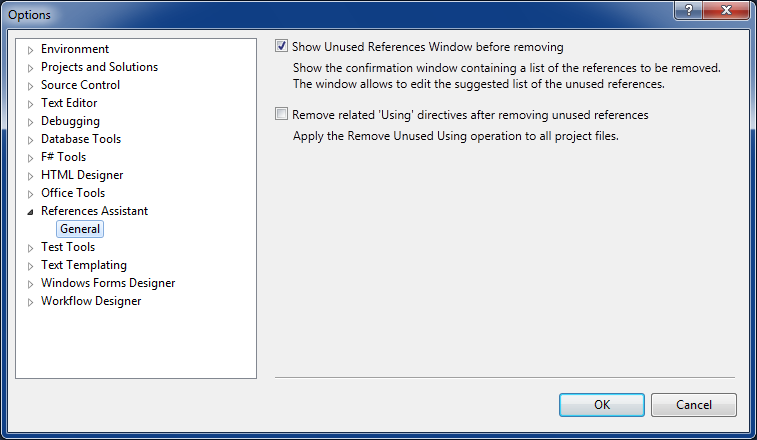 Options
Environment
Projects and Solutions
Source Control
Text Editor
Debugging
Database Tools
F# Tools
HTML Designer
Office Tools
References Assistant
General
Test Tools
Text Templating
Windows Forms Designer
Workflow Designer
Show Unused References Window before removing
Show the confirmation window containing a list of the references to be removed.
The window allows to edit the suggested list of the unused references.
Remove related 'Using' directives after removing unused references
Apply the Remove Unused Using operation to all project files.
OK
Cancel